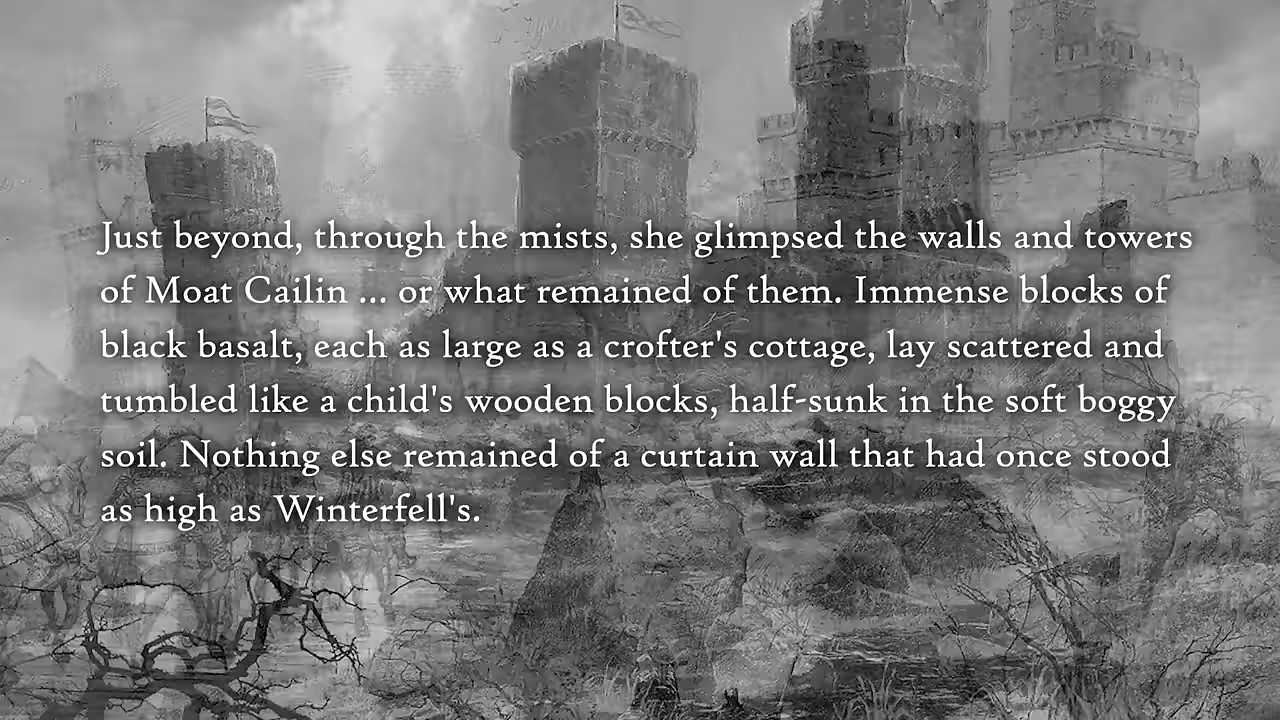 Just beyond, through the mists, she glimpsed the walls and towers
of Moat Cailin ... or what remained of them. Immense blocks of
black basalt, each as large as a crofter's cottage, lay scattered and
tumbled like a child's wooden blocks, half-sunk in the soft boggy
soil. Nothing else remained of a curtain wall that had once stood
as high as Winterfell's.